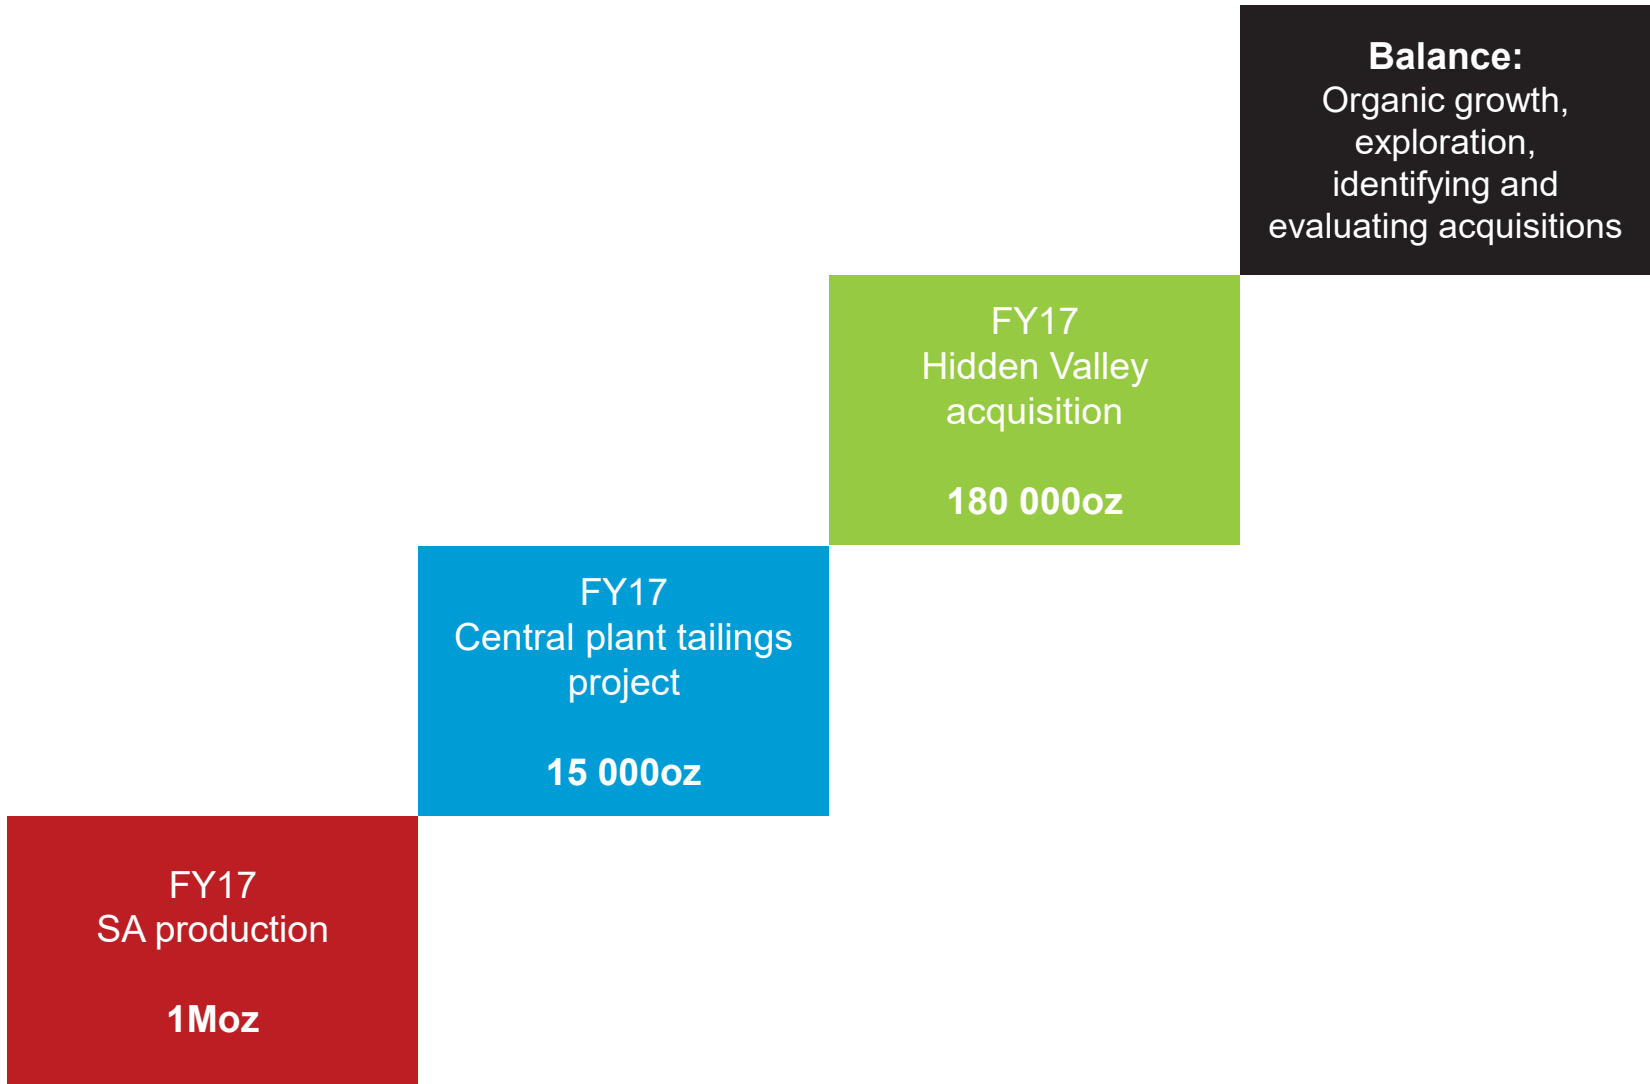 Balance:
Organic growth,
exploration,
identifying and
evaluating acquisitions
FY17
Hidden Valley
acquisition
180 000oz
FY17
Central plant tailings
project
15 000oz
FY17
SA production
1Moz